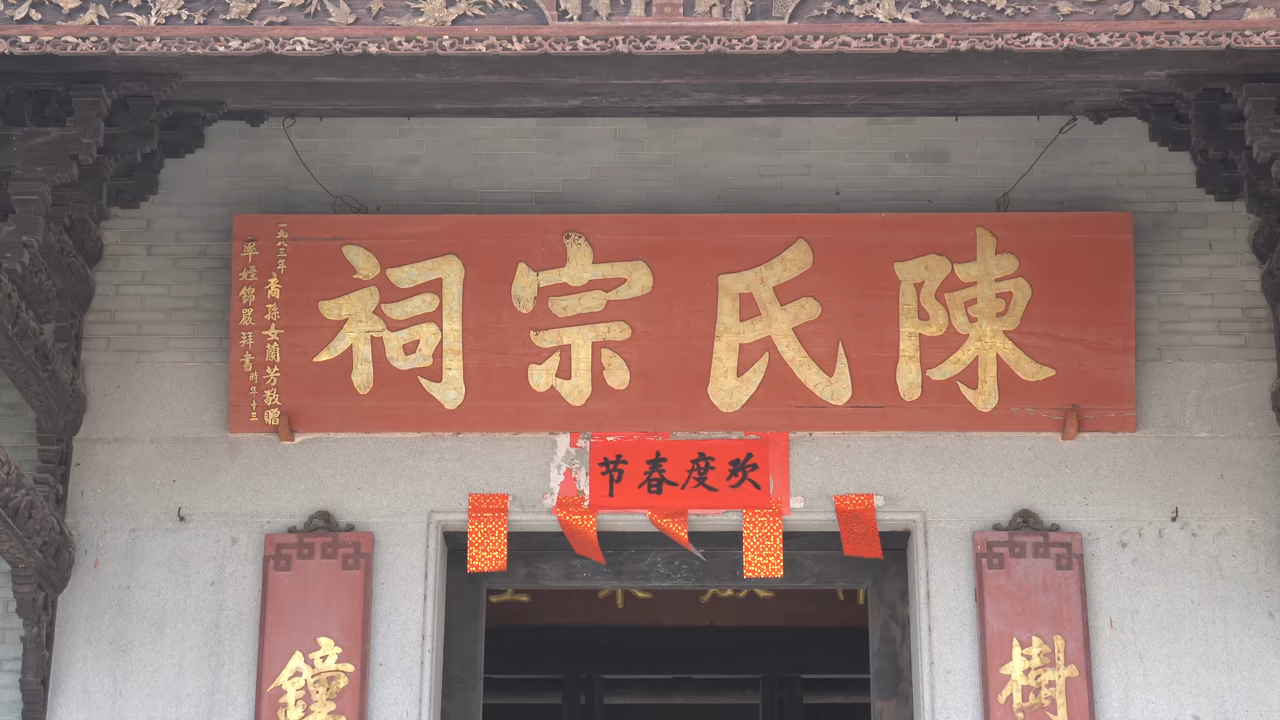 陳氏宗祠
一九八三年
裔孫女蘭芳敬贈
率姪錦嚴拜書時年十三
欢度春节
樹
鐘